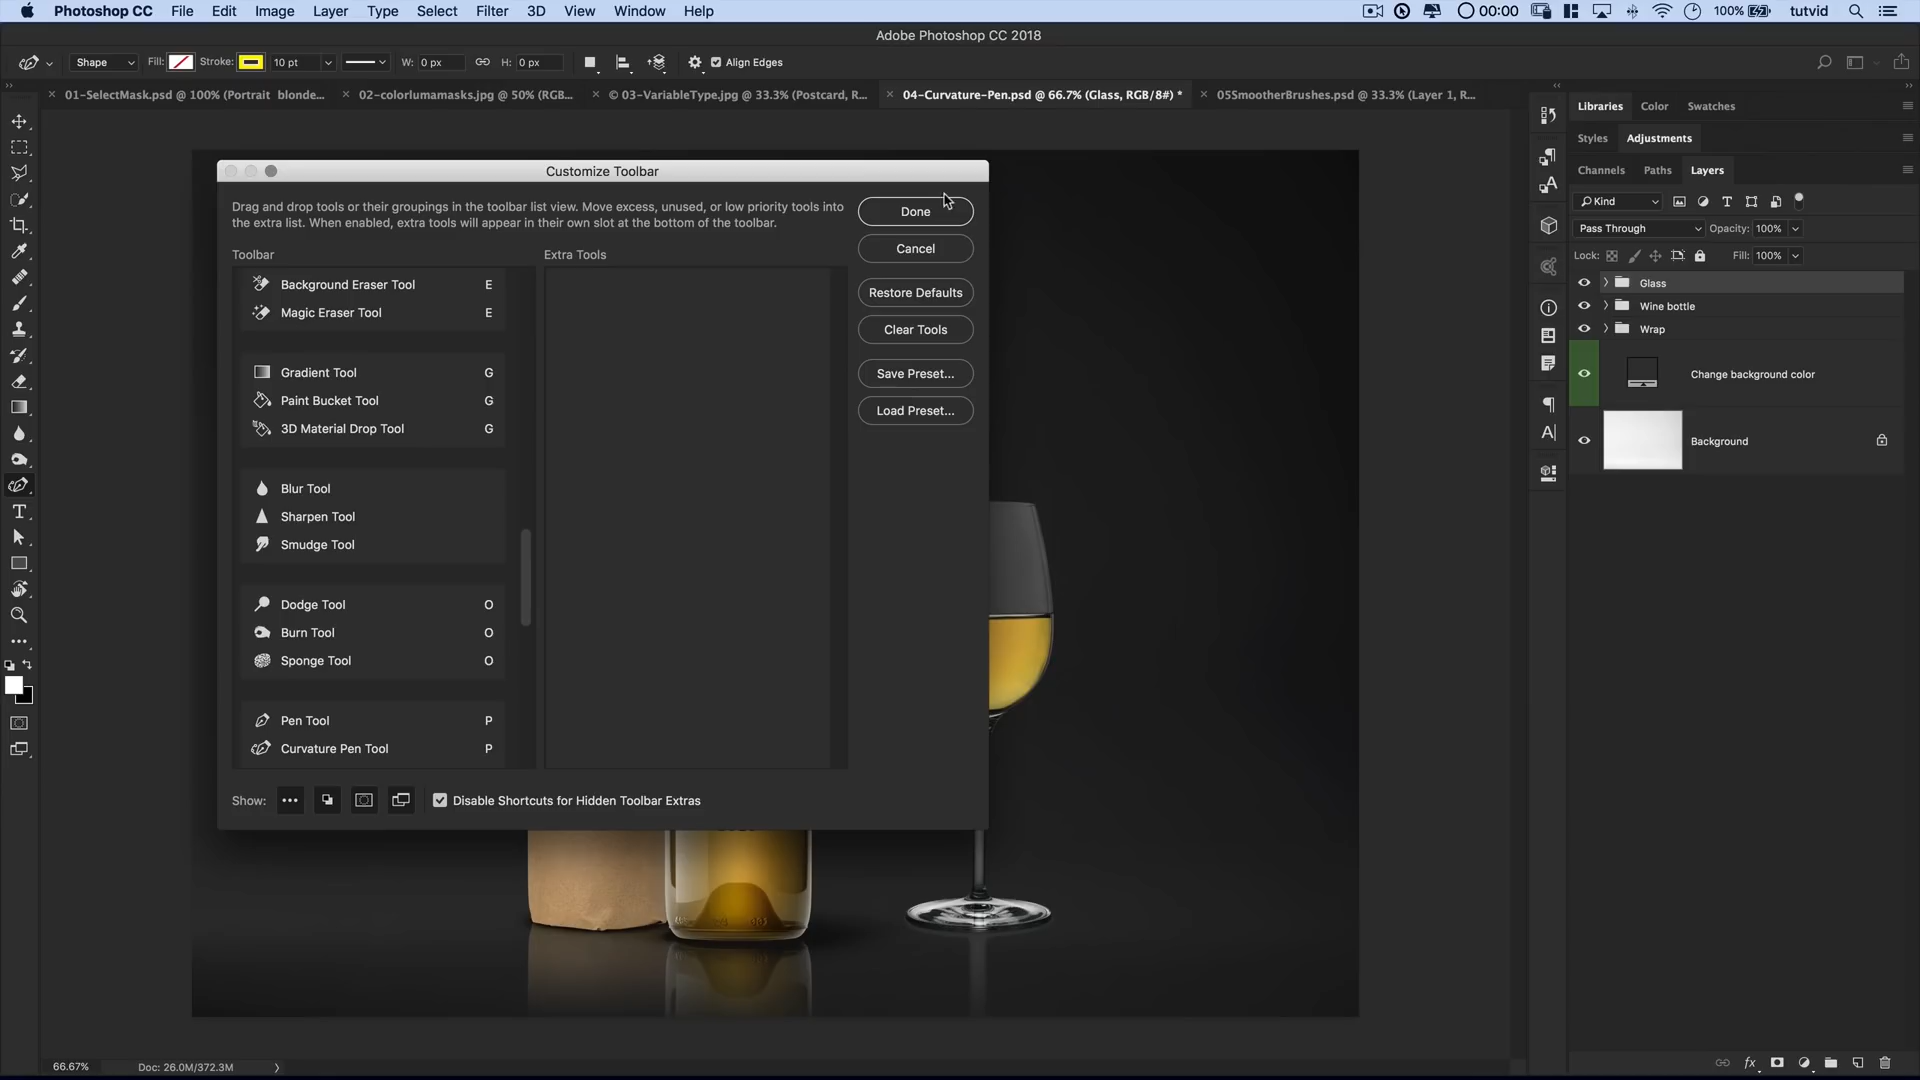 Photoshop CC File Edit Image Layer Type Select Filter 3D View Window Help 00:00 100% tutvid
Adobe Photoshop CC 2018
Shape Fill: Stroke: 10 pt W: 0 px H: 0 px Align Edges
01-SelectMask.psd @ 100% (Portrait blonde... 02-colorlumamasks.jpg @ 50% (RGB... © 03-VariableType.jpg @ 33.3% (Postcard, R... 04-Curvature-Pen.psd @ 66.7% (Glass, RGB/8#) * 05SmootherBrushes.psd @ 33.3% (Layer 1, R...
Customize Toolbar
Drag and drop tools or their groupings in the toolbar list view. Move excess, unused, or low priority tools into
the extra list. When enabled, extra tools will appear in their own slot at the bottom of the toolbar.
Toolbar
Background Eraser Tool E
Magic Eraser Tool E
Gradient Tool G
Paint Bucket Tool G
3D Material Drop Tool G
Blur Tool
Sharpen Tool
Smudge Tool
Dodge Tool O
Burn Tool O
Sponge Tool O
Pen Tool P
Curvature Pen Tool P
Extra Tools
Done
Cancel
Restore Defaults
Clear Tools
Save Preset...
Load Preset...
Show: Disable Shortcuts for Hidden Toolbar Extras
Libraries Color Swatches
Styles Adjustments
Channels Paths Layers
Kind
Pass Through Opacity: 100%
Lock: Fill: 100%
Glass
Wine bottle
Wrap
Change background color
Background
66.67% Doc: 26.0M/372.3M